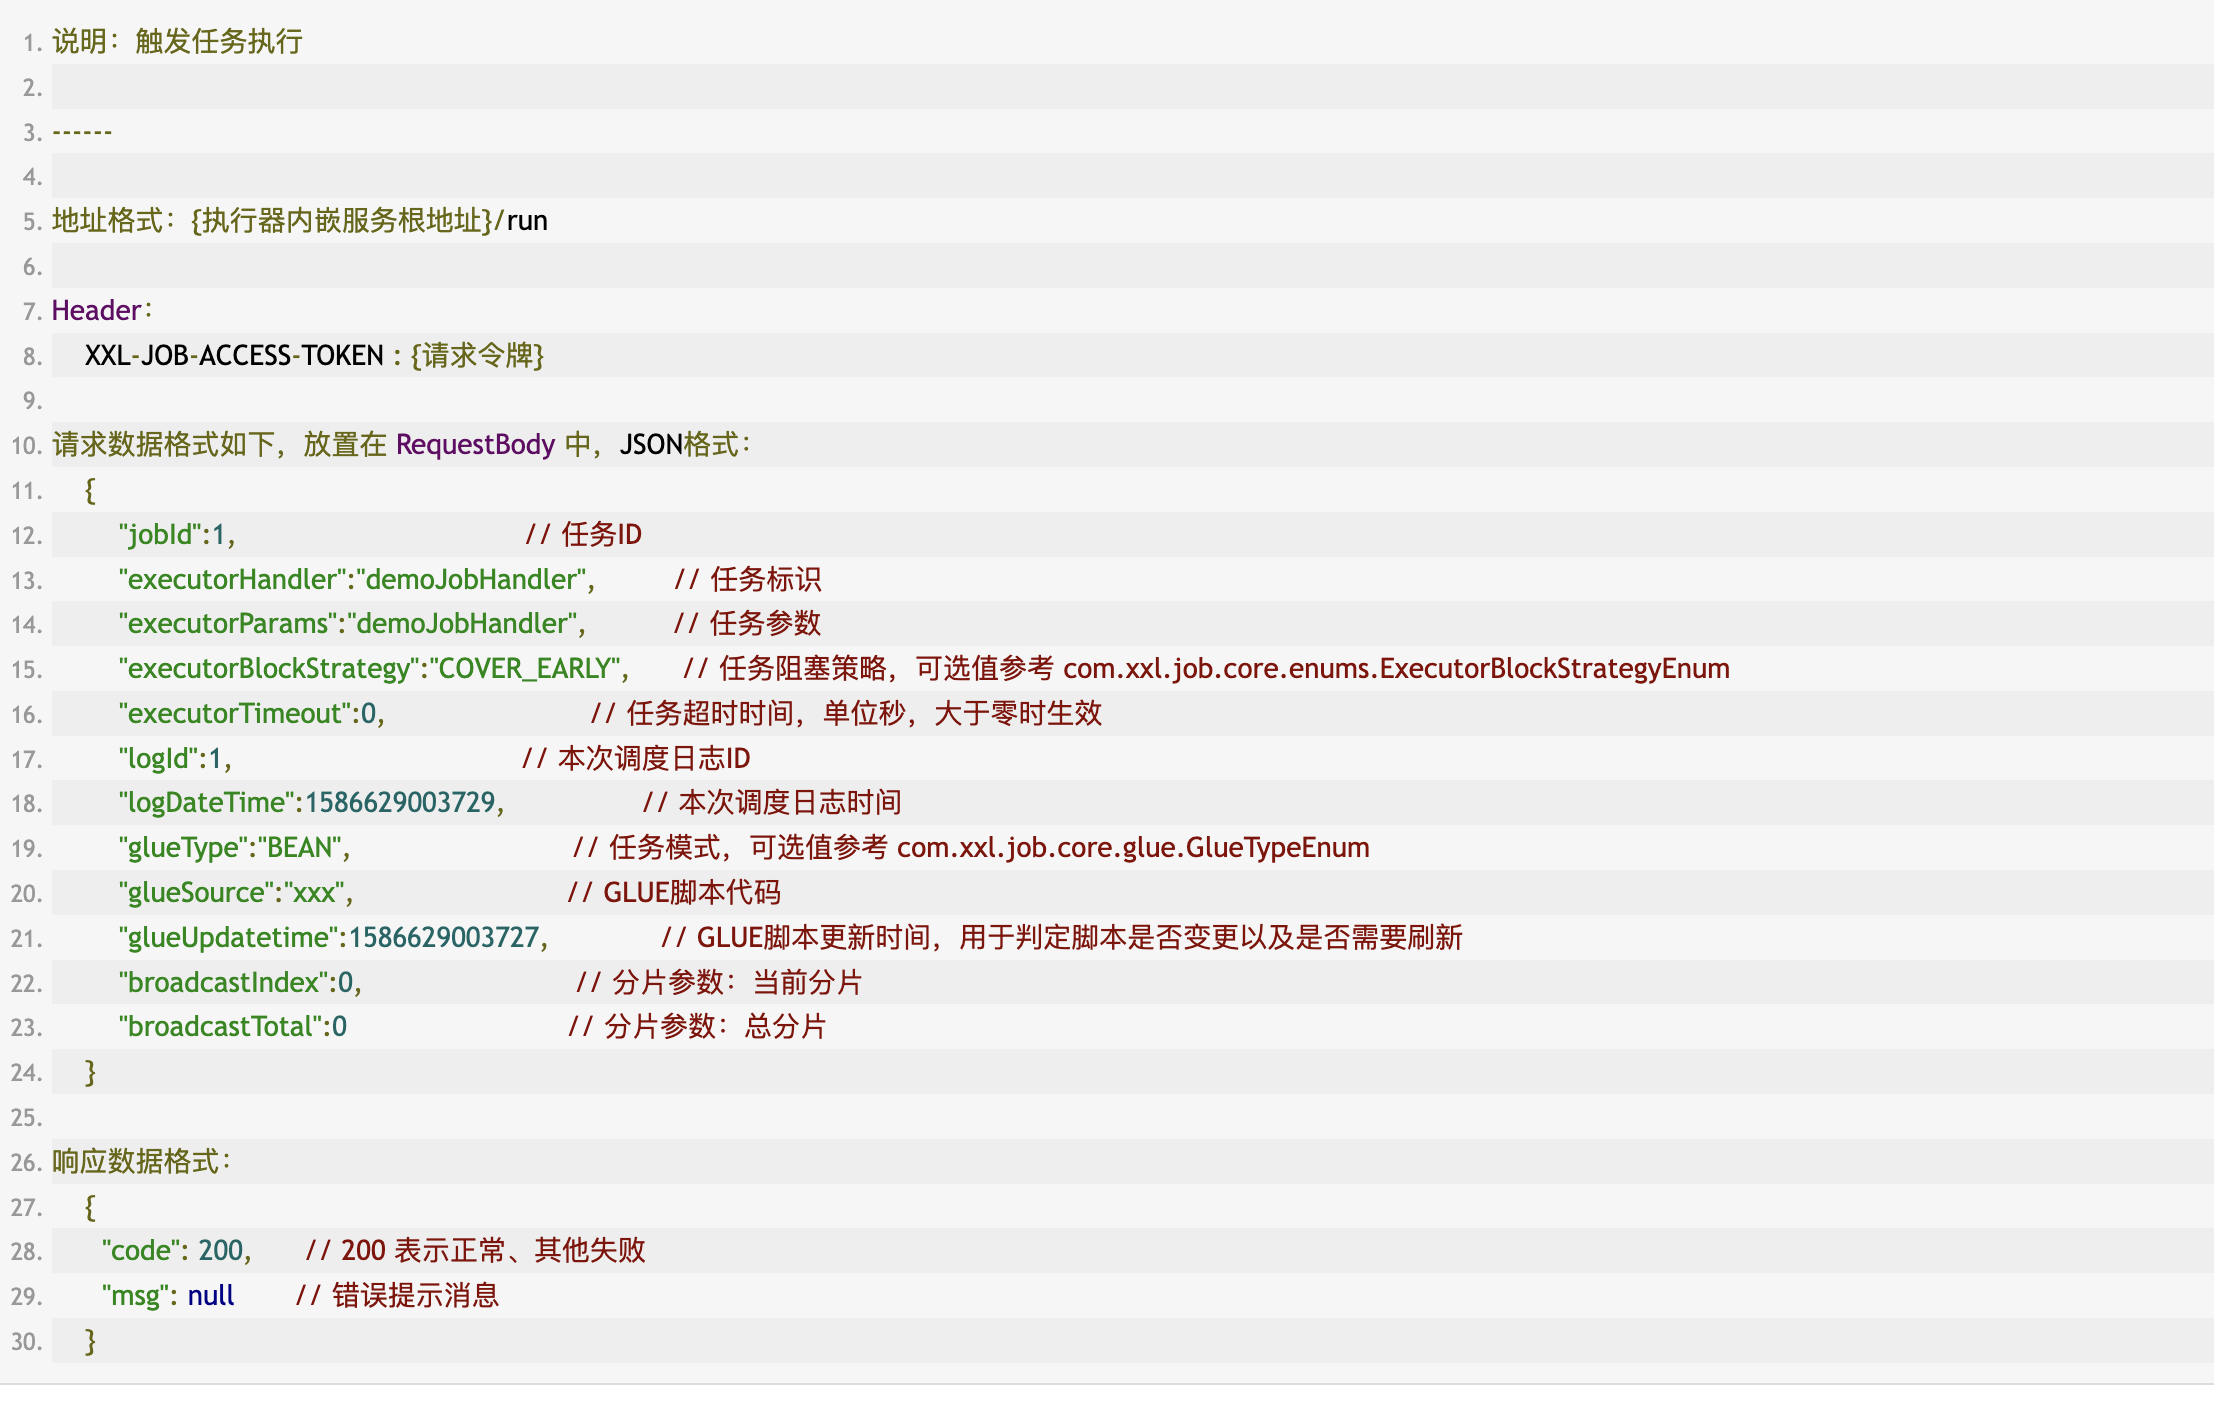 1. 说明：触发任务执行
2.
3. ------
4.
5. 地址格式：{执行器内嵌服务根地址}/run
6.
7. Header：
8. XXL-JOB-ACCESS-TOKEN : {请求令牌}
9.
10. 请求数据格式如下，放置在 RequestBody 中，JSON格式：
11. {
12. "jobId":1, // 任务ID
13. "executorHandler":"demoJobHandler", // 任务标识
14. "executorParams":"demoJobHandler", // 任务参数
15. "executorBlockStrategy":"COVER_EARLY", // 任务阻塞策略，可选值参考 com.xxl.job.core.enums.ExecutorBlockStrategyEnum
16. "executorTimeout":0, // 任务超时时间，单位秒，大于零时生效
17. "logId":1, // 本次调度日志ID
18. "logDateTime":1586629003729, // 本次调度日志时间
19. "glueType":"BEAN", // 任务模式，可选值参考 com.xxl.job.core.glue.GlueTypeEnum
20. "glueSource":"xxx", // GLUE脚本代码
21. "glueUpdatetime":1586629003727, // GLUE脚本更新时间，用于判定脚本是否变更以及是否需要刷新
22. "broadcastIndex":0, // 分片参数：当前分片
23. "broadcastTotal":0 // 分片参数：总分片
24. }
25.
26. 响应数据格式：
27. {
28. "code": 200, // 200 表示正常、其他失败
29. "msg": null // 错误提示消息
30. }